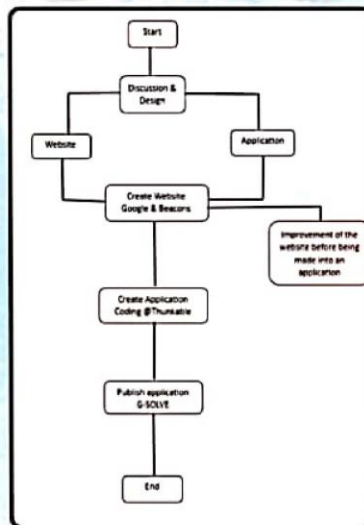 Start
Discussion &
Design
Website
Application
Create Website
Google & Beacons
Improvement of the
website before being
made into an
application
Create Application
Coding @Thunkable
Publish application
G-SOLVE
End